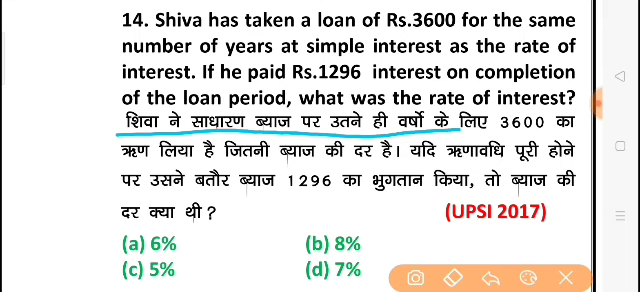 14. Shiva has taken a loan of Rs.3600 for the same
number of years at simple interest as the rate of
interest. If he paid Rs.1296 interest on completion
of the loan period, what was the rate of interest?
शिवा ने साधारण ब्याज पर उतने ही वर्षो के लिए 3600 का
ऋण लिया है जितनी ब्याज की दर है। यदि ऋणावधि पूरी होने
पर उसने बतौर ब्याज 1296 का भुगतान किया, तो ब्याज की
दर क्या थी ? (UPSI 2017)
(a) 6% (b) 8%
(c) 5% (d) 7%